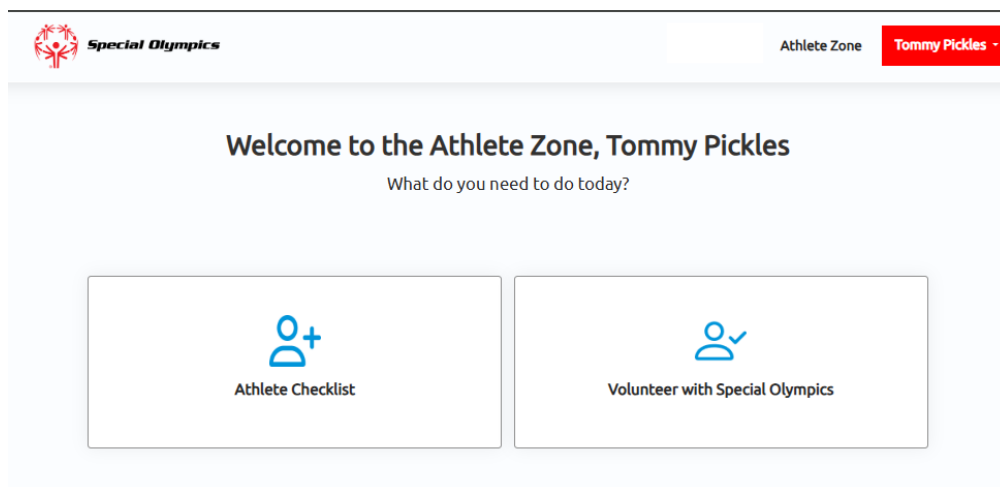 Special Olympics
Athlete Zone
Tommy Pickles
Welcome to the Athlete Zone, Tommy Pickles
What do you need to do today?
Athlete Checklist
Volunteer with Special Olympics